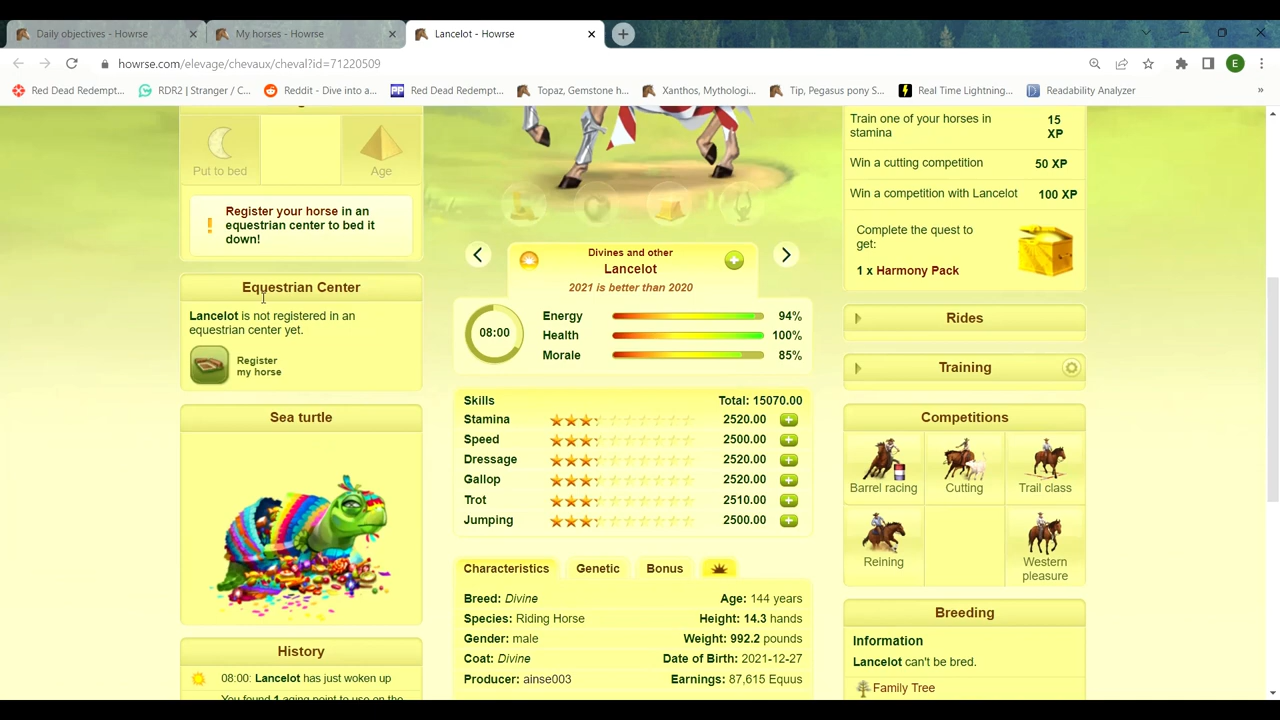 Daily objectives - Howrse
My horses - Howrse
Lancelot - Howrse
howrse.com/elevage/chevaux/cheval?id=71220509
E
Red Dead Redempt...
RDR2 | Stranger / C...
Reddit - Dive into a...
Red Dead Redempt...
Topaz, Gemstone h...
Xanthos, Mythologi...
Tip, Pegasus pony S...
Real Time Lightning...
Readability Analyzer
»
Put to bed
Age
Register your horse in an
equestrian center to bed it
down!
Equestrian Center
Lancelot is not registered in an
equestrian center yet.
Register
my horse
Sea turtle
History
08:00: Lancelot has just woken up
You found 1 aging point to use on the
Divines and other
Lancelot
2021 is better than 2020
08:00
Energy 94%
Health 100%
Morale 85%
Skills Total: 15070.00
Stamina 2520.00
Speed 2500.00
Dressage 2520.00
Gallop 2520.00
Trot 2510.00
Jumping 2500.00
Characteristics Genetic Bonus
Breed: Divine Age: 144 years
Species: Riding Horse Height: 14.3 hands
Gender: male Weight: 992.2 pounds
Coat: Divine Date of Birth: 2021-12-27
Producer: ainse003 Earnings: 87,615 Equus
Train one of your horses in 15
stamina XP
Win a cutting competition 50 XP
Win a competition with Lancelot 100 XP
Complete the quest to
get:
1 x Harmony Pack
Rides
Training
Competitions
Barrel racing Cutting Trail class
Reining Western
pleasure
Breeding
Information
Lancelot can't be bred.
Family Tree